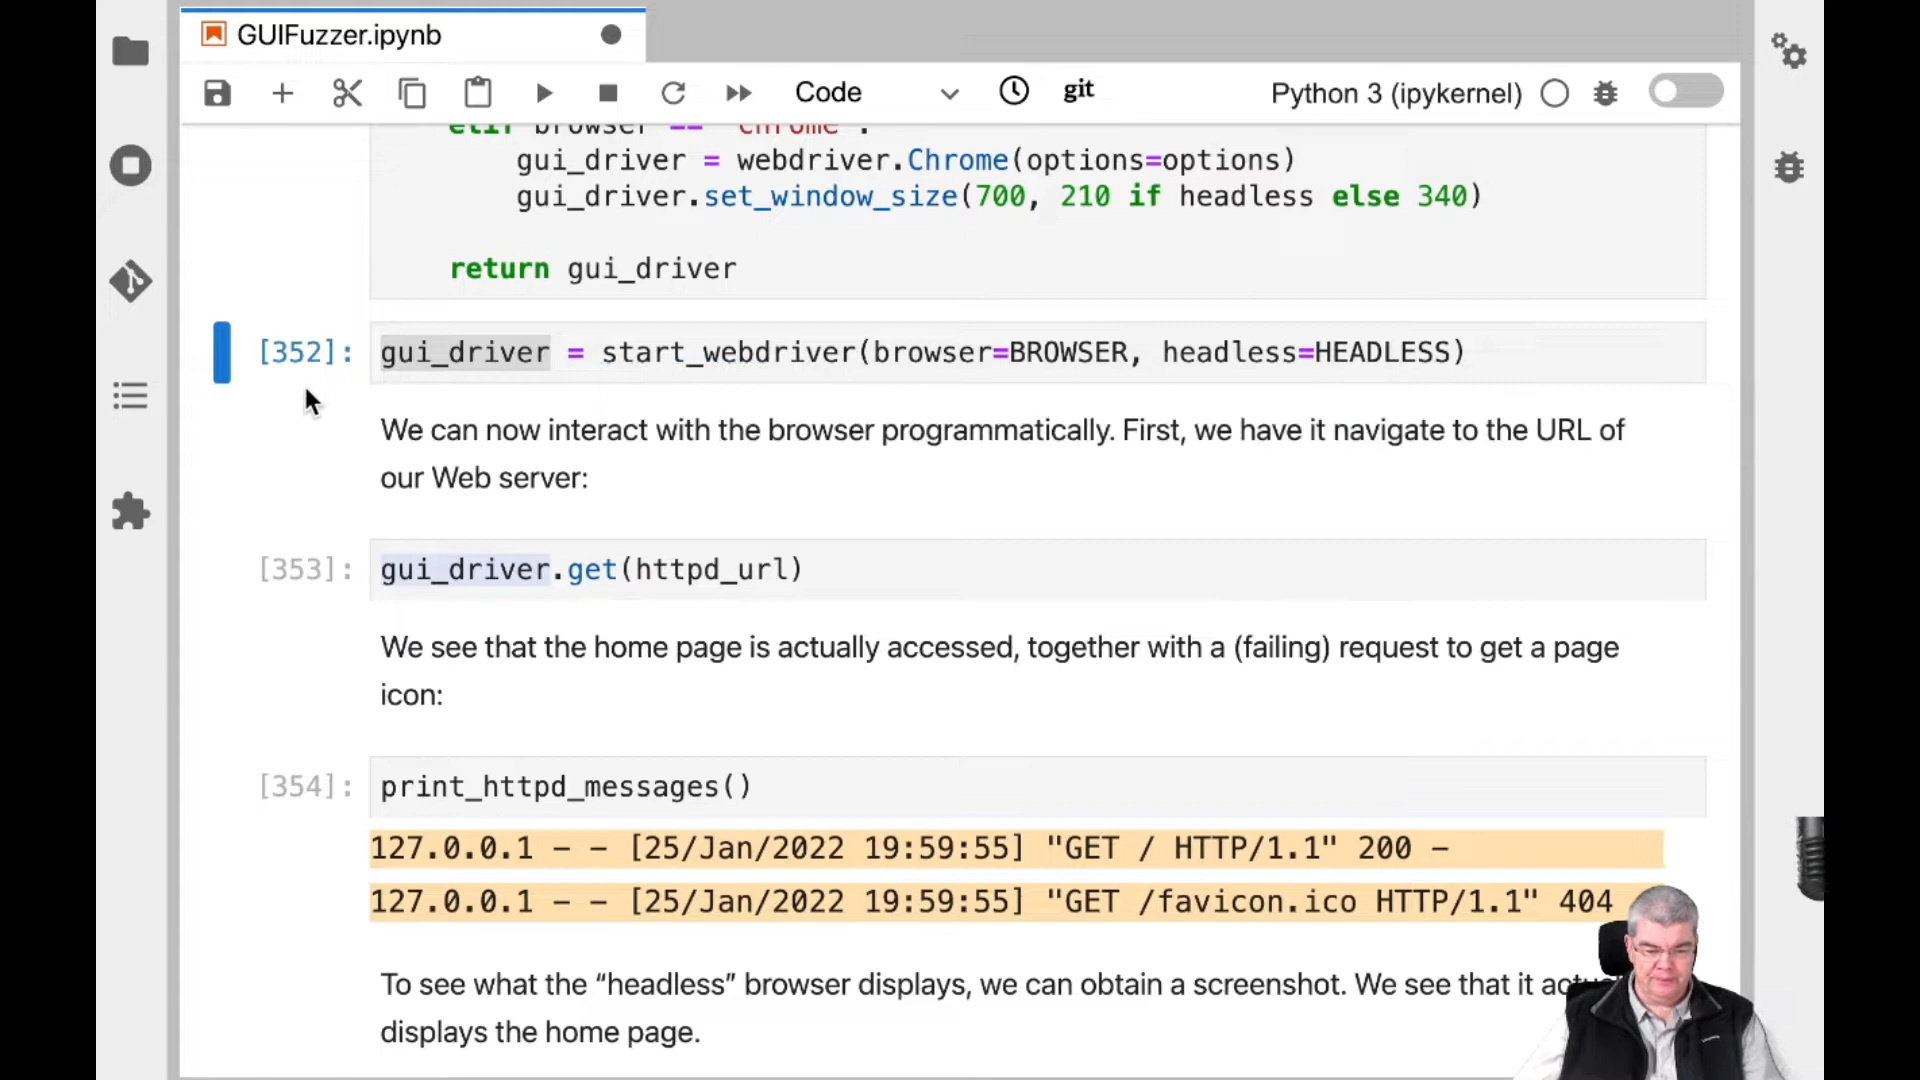 GUIFuzzer.ipynb
Code
git
Python 3 (ipykernel)
elif browser == "chrome":
gui_driver = webdriver.Chrome(options=options)
gui_driver.set_window_size(700, 210 if headless else 340)
return gui_driver
[352]: gui_driver = start_webdriver(browser=BROWSER, headless=HEADLESS)
We can now interact with the browser programmatically. First, we have it navigate to the URL of
our Web server:
[353]: gui_driver.get(httpd_url)
We see that the home page is actually accessed, together with a (failing) request to get a page
icon:
[354]: print_httpd_messages()
127.0.0.1 - - [25/Jan/2022 19:59:55] "GET / HTTP/1.1" 200 -
127.0.0.1 - - [25/Jan/2022 19:59:55] "GET /favicon.ico HTTP/1.1" 404
To see what the “headless” browser displays, we can obtain a screenshot. We see that it
displays the home page.